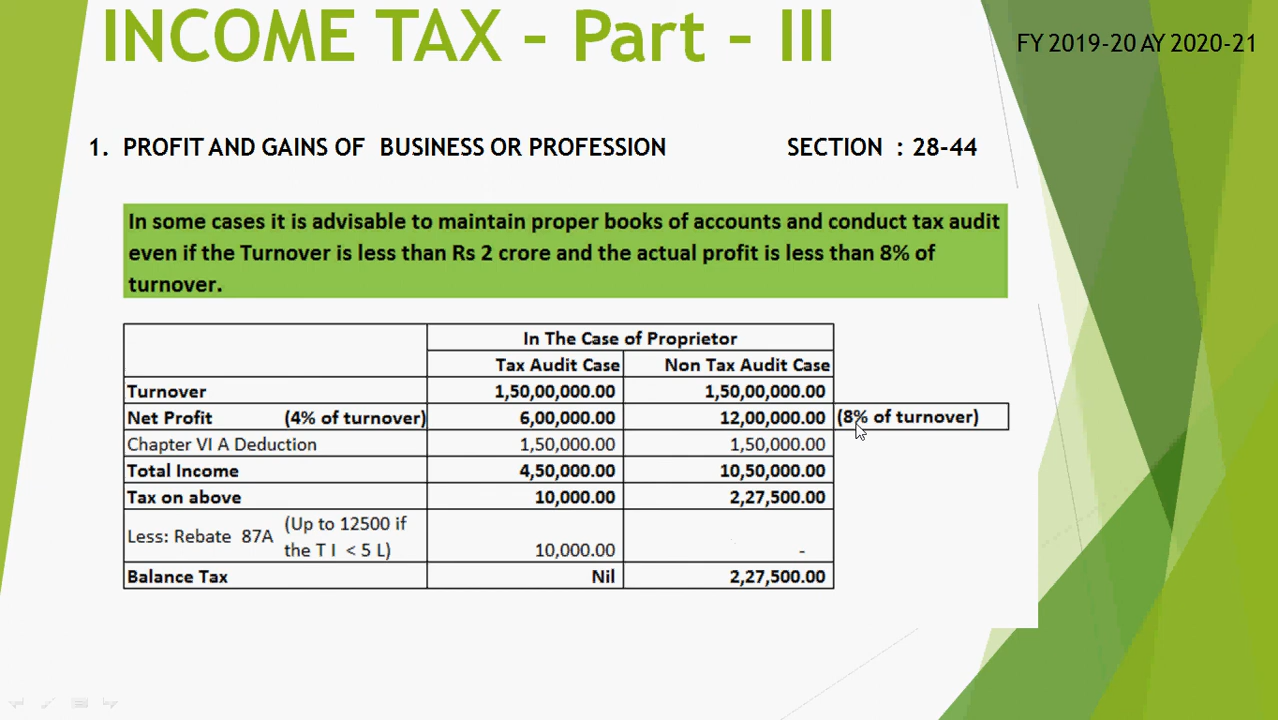 INCOME TAX - Part - III
FY 2019-20 AY 2020-21
1. PROFIT AND GAINS OF BUSINESS OR PROFESSION SECTION : 28-44
In some cases it is advisable to maintain proper books of accounts and conduct tax audit
even if the Turnover is less than Rs 2 crore and the actual profit is less than 8% of
turnover.
In The Case of Proprietor
Tax Audit Case Non Tax Audit Case
Turnover 1,50,00,000.00 1,50,00,000.00
Net Profit (4% of turnover) 6,00,000.00 12,00,000.00 (8% of turnover)
Chapter VI A Deduction 1,50,000.00 1,50,000.00
Total Income 4,50,000.00 10,50,000.00
Tax on above 10,000.00 2,27,500.00
Less: Rebate 87A (Up to 12500 if
the T I < 5 L) 10,000.00 -
Balance Tax Nil 2,27,500.00